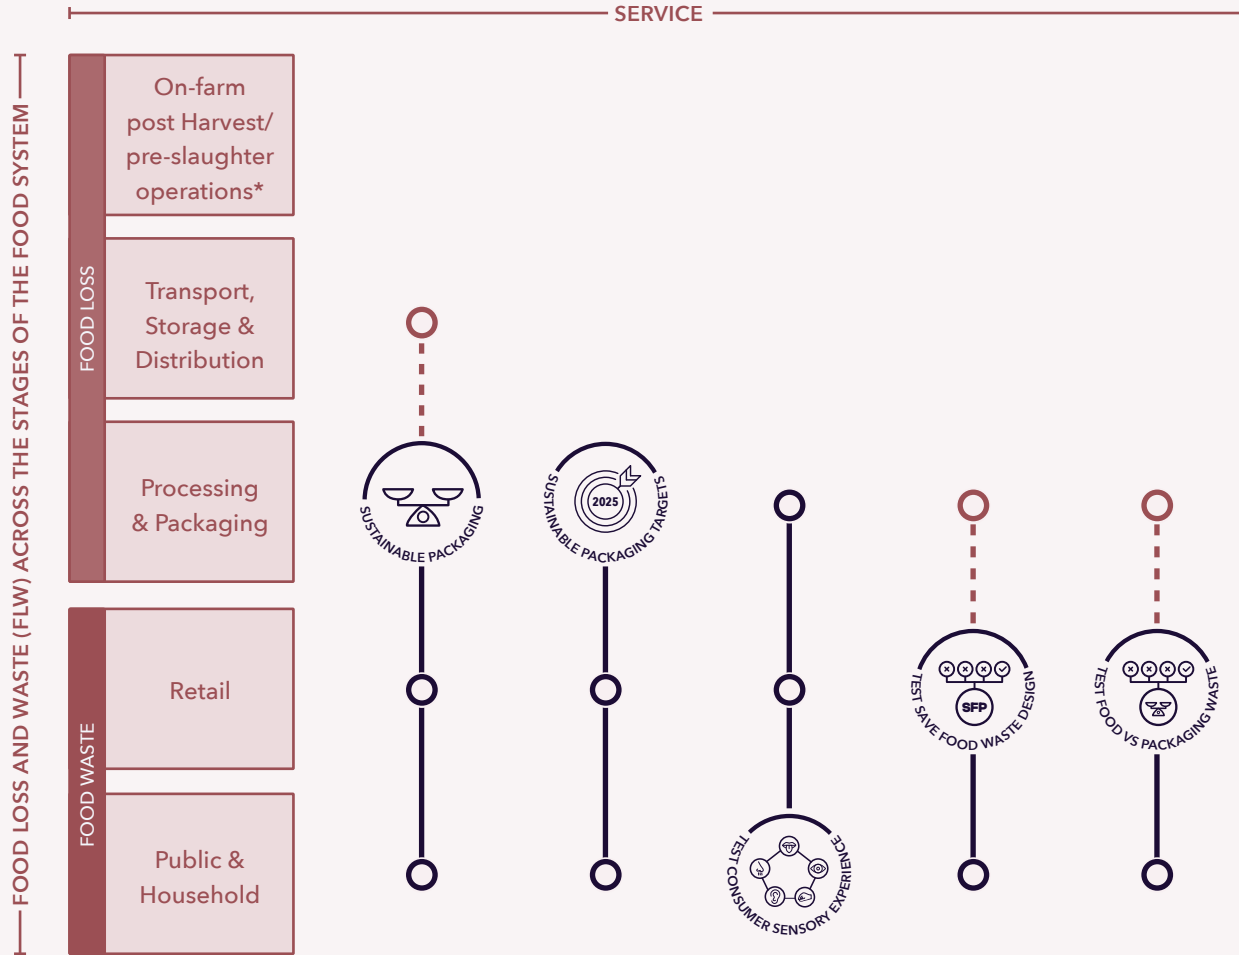 SERVICE
FOOD LOSS AND WASTE (FLW) ACROSS THE STAGES OF THE FOOD SYSTEM
FOOD LOSS
On-farm
post Harvest/
pre-slaughter
operations*
Transport,
Storage &
Distribution
Processing
& Packaging
SUSTAINABLE PACKAGING
2025
SUSTAINABLE PACKAGING TARGETS
FOOD WASTE
Retail
SFP
TEST SAVE FOOD WASTE DESIGN
TEST FOOD VS PACKAGING WASTE
Public &
Household
TEST CONSUMER SENSORY EXPERIENCE